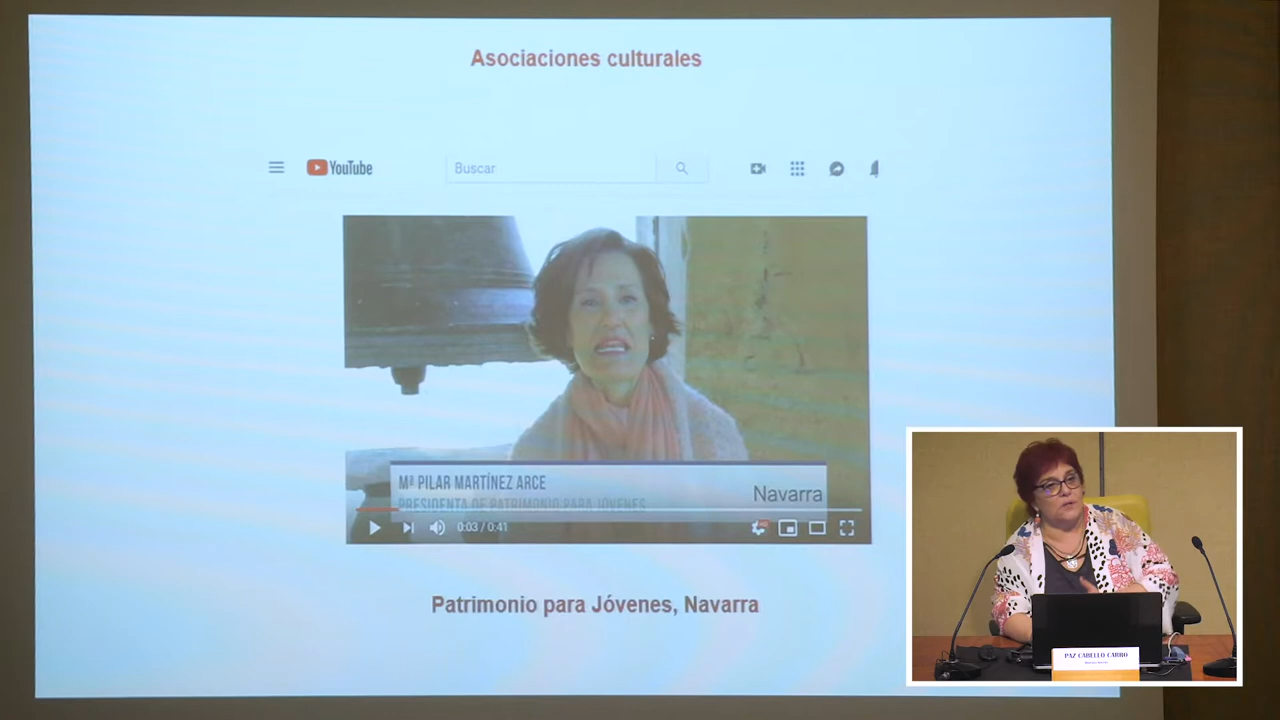 Asociaciones culturales
YouTube
Buscar
Mª PILAR MARTÍNEZ ARCE
PRESIDENTA DE PATRIMONIO PARA JÓVENES
Navarra
0:03 / 0:41
Patrimonio para Jóvenes, Navarra
PAZ CABELLO CARRO